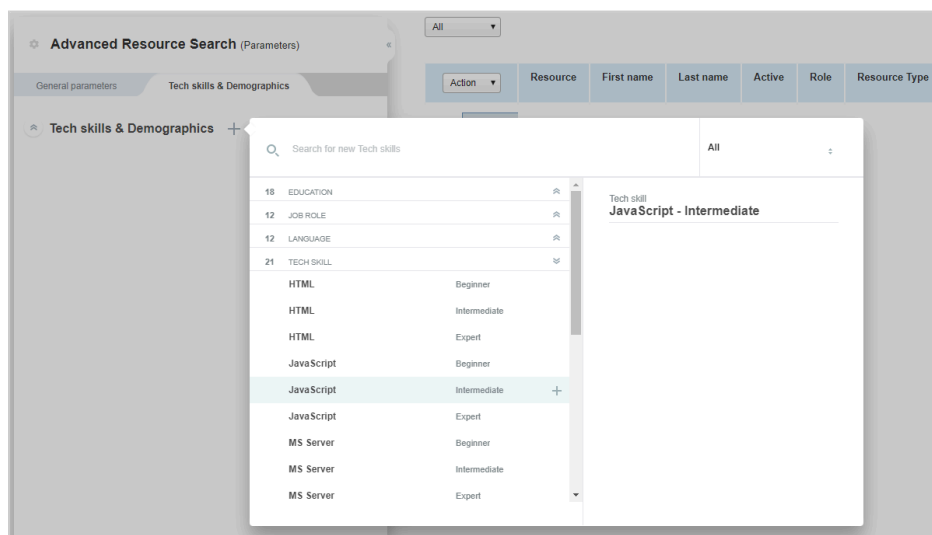 All
Advanced Resource Search (Parameters)
Action Resource First name Last name Active Role Resource Type
General parameters Tech skills & Demographics
Tech skills & Demographics
Search for new Tech skills All
18 EDUCATION
12 JOB ROLE
12 LANGUAGE
21 TECH SKILL
HTML Beginner
HTML Intermediate
HTML Expert
JavaScript Beginner
JavaScript Intermediate
JavaScript Expert
MS Server Beginner
MS Server Intermediate
MS Server Expert
Tech skill
JavaScript - Intermediate